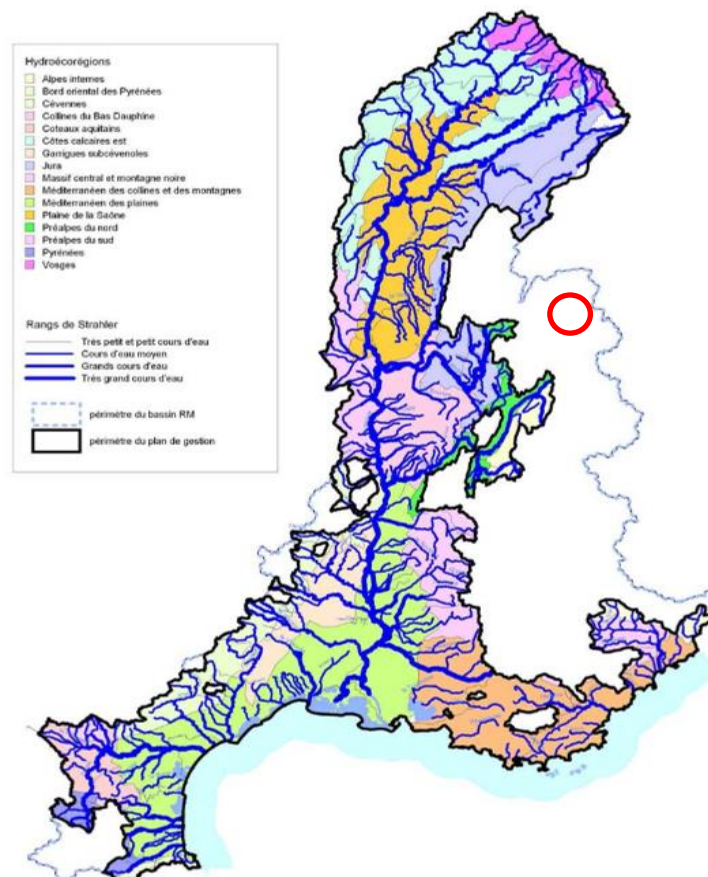 Hydroécorégions
Alpes internes
Bord oriental des Pyrénées
Cévennes
Collines du Bas Dauphine
Coteaux aquitains
Côtes calcaires est
Garrigues subcévenoles
Jura
Massif central et montagne noire
Méditerranéen des collines et des montagnes
Méditerranéen des plaines
Plaine de la Saône
Préalpes du nord
Préalpes du sud
Pyrénées
Vosges
Rangs de Strahler
Très petit et petit cours d'eau
Cours d'eau moyen
Grands cours d'eau
Très grand cours d'eau
périmètre du bassin RM
périmètre du plan de gestion